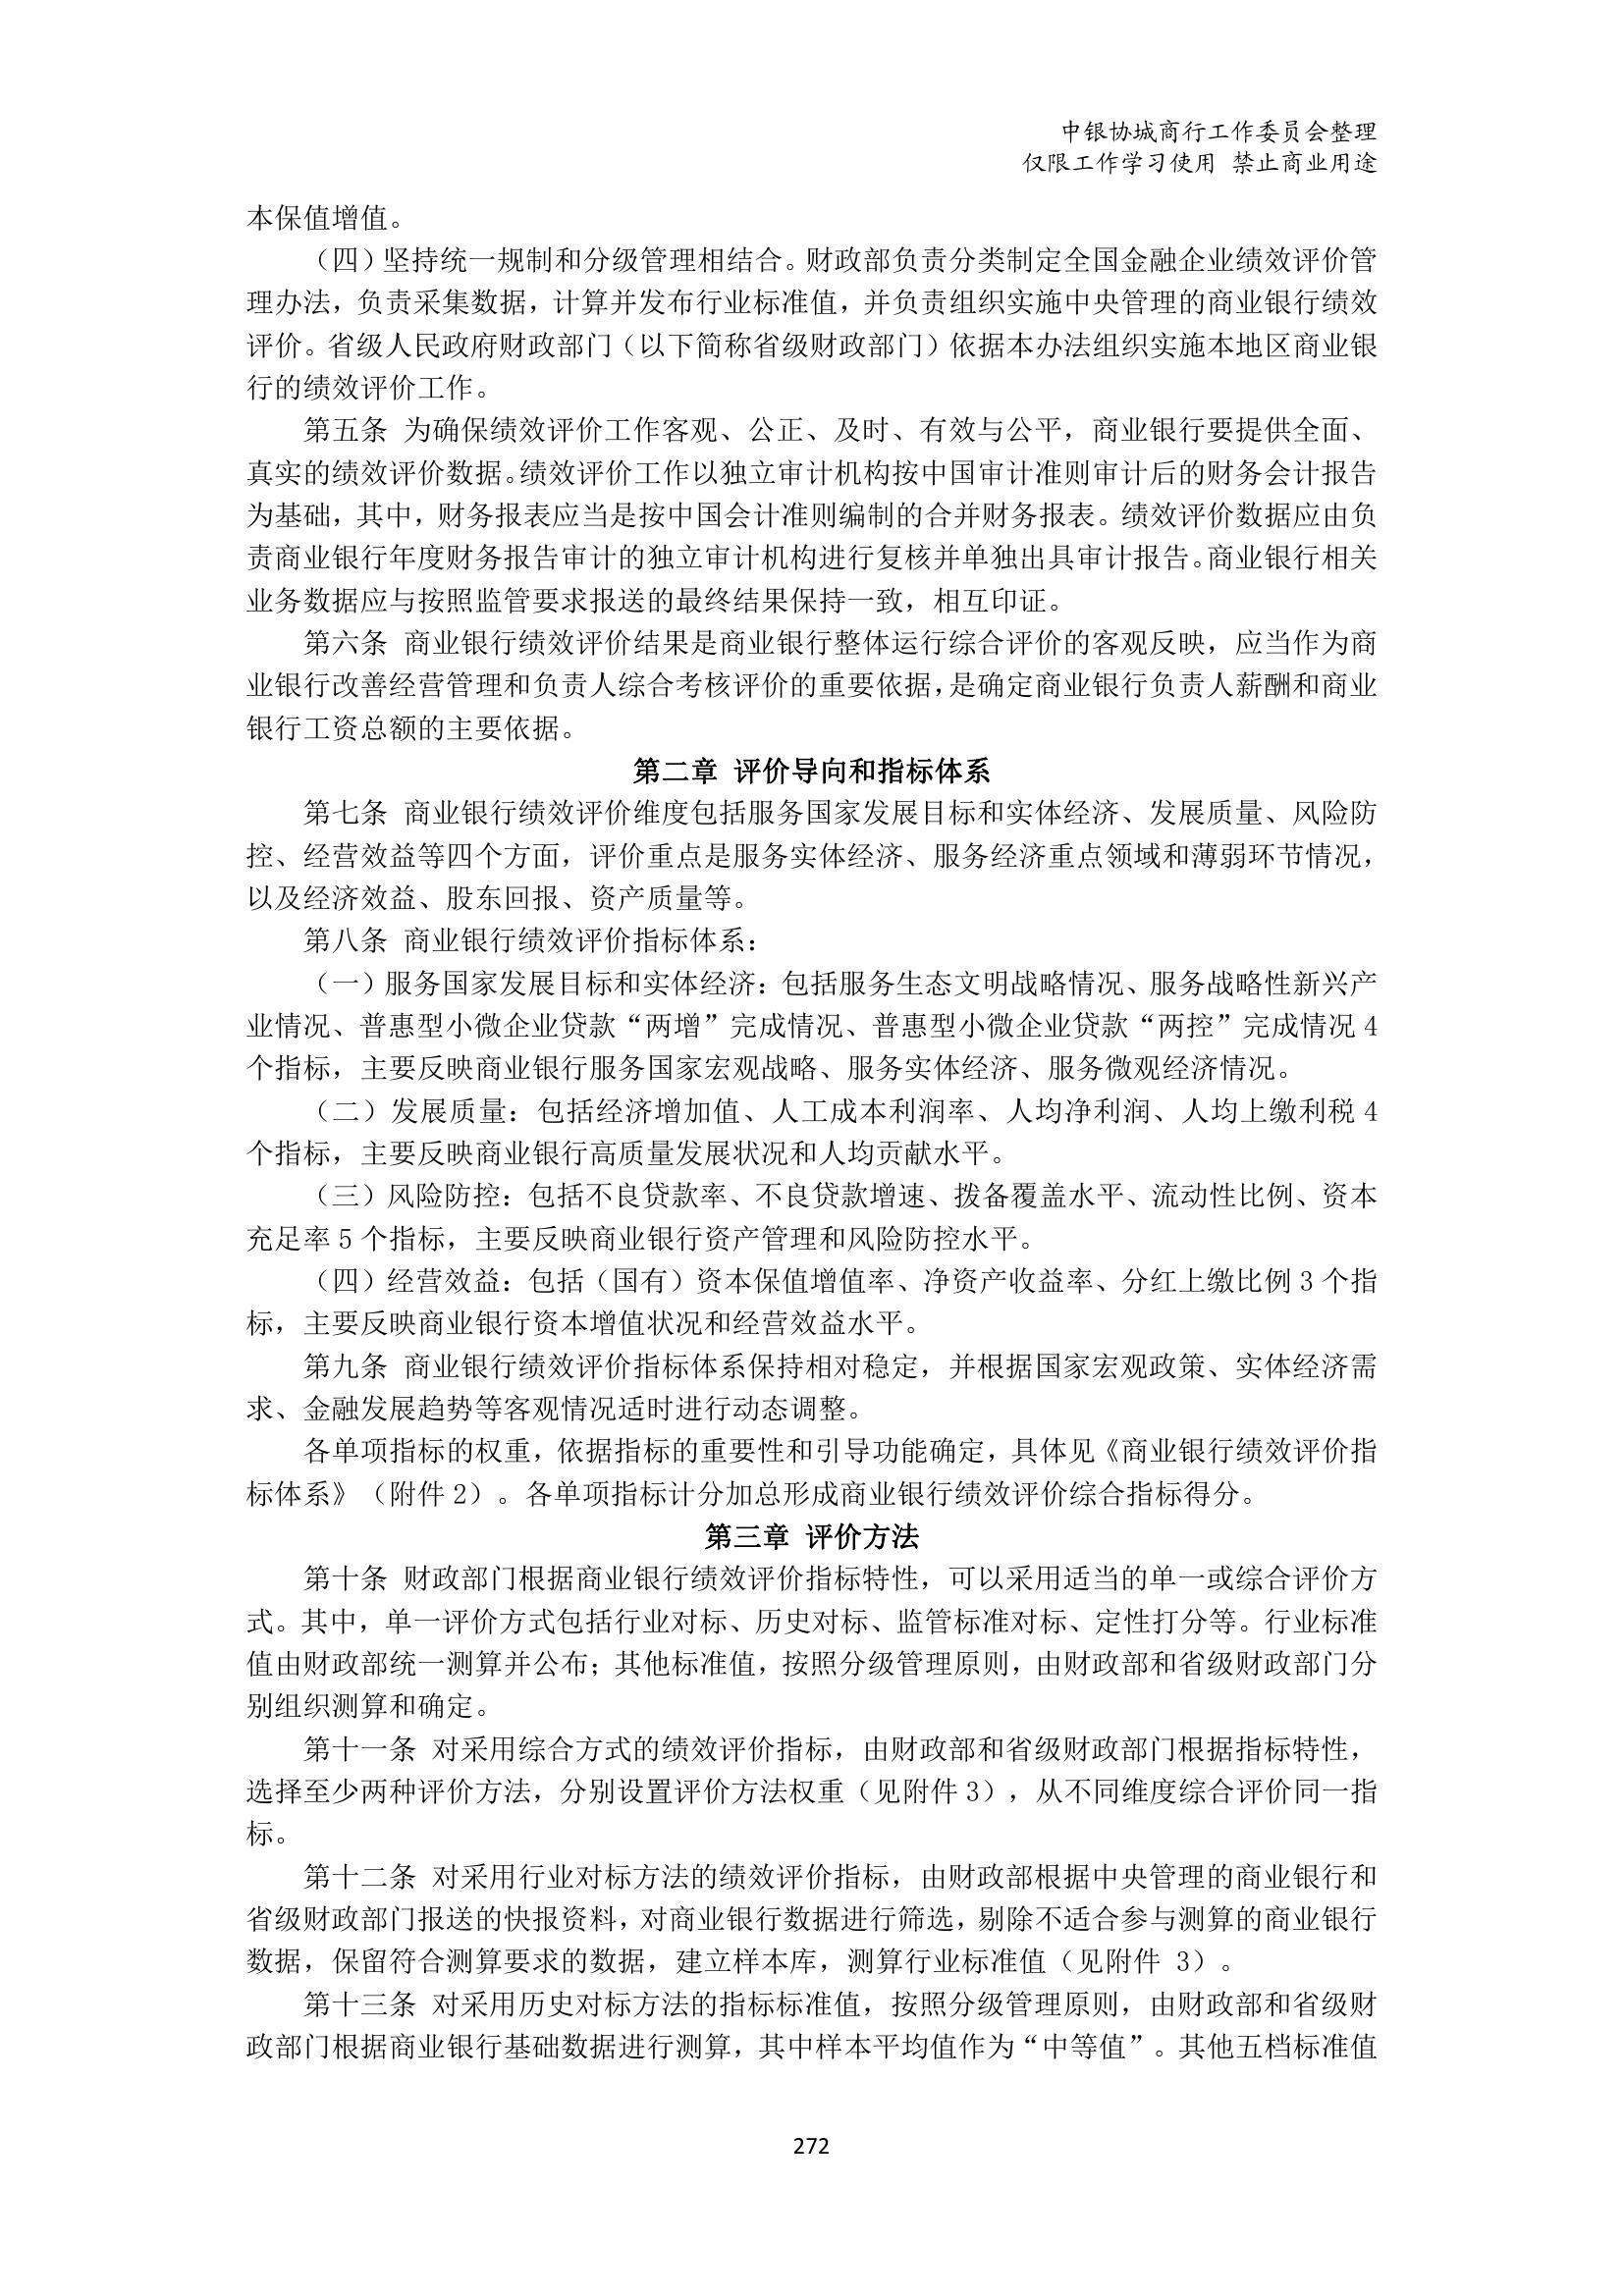 中银协城商行工作委员会整理
仅限工作学习使用 禁止商业用途
本保值增值。
（四）坚持统一规制和分级管理相结合。财政部负责分类制定全国金融企业绩效评价管
理办法，负责采集数据，计算并发布行业标准值，并负责组织实施中央管理的商业银行绩效
评价。省级人民政府财政部门（以下简称省级财政部门）依据本办法组织实施本地区商业银
行的绩效评价工作。
第五条 为确保绩效评价工作客观、公正、及时、有效与公平，商业银行要提供全面、
真实的绩效评价数据。绩效评价工作以独立审计机构按中国审计准则审计后的财务会计报告
为基础，其中，财务报表应当是按中国会计准则编制的合并财务报表。绩效评价数据应由负
责商业银行年度财务报告审计的独立审计机构进行复核并单独出具审计报告。商业银行相关
业务数据应与按照监管要求报送的最终结果保持一致，相互印证。
第六条 商业银行绩效评价结果是商业银行整体运行综合评价的客观反映，应当作为商
业银行改善经营管理和负责人综合考核评价的重要依据，是确定商业银行负责人薪酬和商业
银行工资总额的主要依据。
第二章 评价导向和指标体系
第七条 商业银行绩效评价维度包括服务国家发展目标和实体经济、发展质量、风险防
控、经营效益等四个方面，评价重点是服务实体经济、服务经济重点领域和薄弱环节情况，
以及经济效益、股东回报、资产质量等。
第八条 商业银行绩效评价指标体系：
（一）服务国家发展目标和实体经济：包括服务生态文明战略情况、服务战略性新兴产
业情况、普惠型小微企业贷款“两增”完成情况、普惠型小微企业贷款“两控”完成情况 4
个指标，主要反映商业银行服务国家宏观战略、服务实体经济、服务微观经济情况。
（二）发展质量：包括经济增加值、人工成本利润率、人均净利润、人均上缴利税 4
个指标，主要反映商业银行高质量发展状况和人均贡献水平。
（三）风险防控：包括不良贷款率、不良贷款增速、拨备覆盖水平、流动性比例、资本
充足率 5 个指标，主要反映商业银行资产管理和风险防控水平。
（四）经营效益：包括（国有）资本保值增值率、净资产收益率、分红上缴比例 3 个指
标，主要反映商业银行资本增值状况和经营效益水平。
第九条 商业银行绩效评价指标体系保持相对稳定，并根据国家宏观政策、实体经济需
求、金融发展趋势等客观情况适时进行动态调整。
各单项指标的权重，依据指标的重要性和引导功能确定，具体见《商业银行绩效评价指
标体系》（附件 2）。各单项指标计分加总形成商业银行绩效评价综合指标得分。
第三章 评价方法
第十条 财政部门根据商业银行绩效评价指标特性，可以采用适当的单一或综合评价方
式。其中，单一评价方式包括行业对标、历史对标、监管标准对标、定性打分等。行业标准
值由财政部统一测算并公布；其他标准值，按照分级管理原则，由财政部和省级财政部门分
别组织测算和确定。
第十一条 对采用综合方式的绩效评价指标，由财政部和省级财政部门根据指标特性，
选择至少两种评价方法，分别设置评价方法权重（见附件 3），从不同维度综合评价同一指
标。
第十二条 对采用行业对标方法的绩效评价指标，由财政部根据中央管理的商业银行和
省级财政部门报送的快报资料，对商业银行数据进行筛选，剔除不适合参与测算的商业银行
数据，保留符合测算要求的数据，建立样本库，测算行业标准值（见附件 3）。
第十三条 对采用历史对标方法的指标标准值，按照分级管理原则，由财政部和省级财
政部门根据商业银行基础数据进行测算，其中样本平均值作为“中等值”。其他五档标准值
272